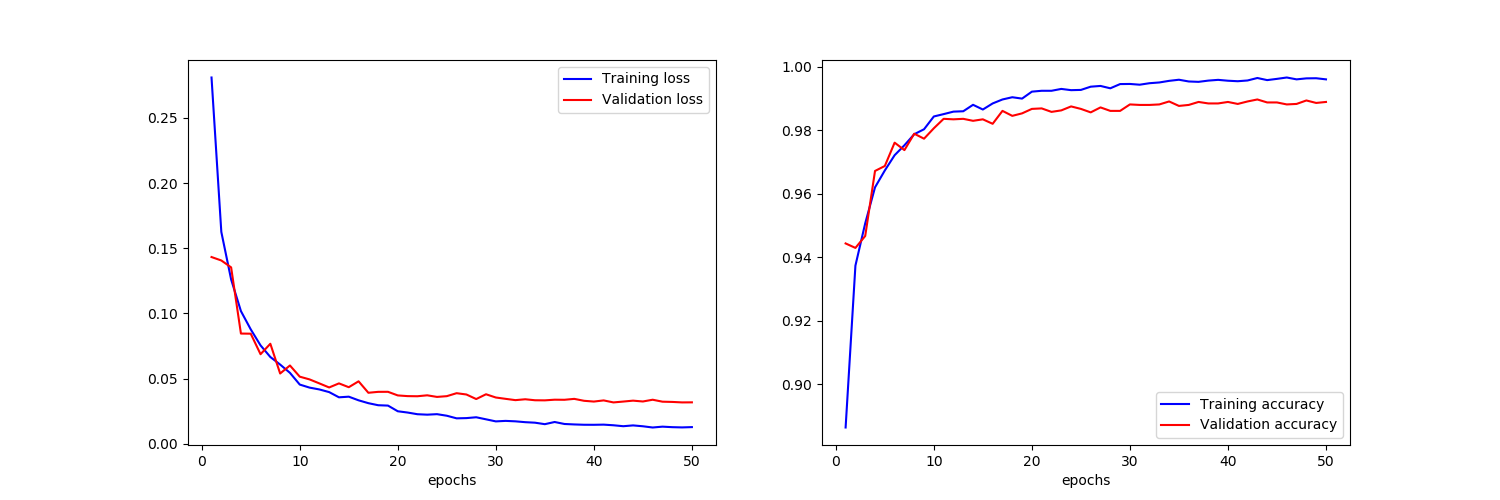 Training loss
Validation loss
0.25
0.20
0.15
0.10
0.05
0.00
0 10 20 30 40 50
epochs
1.00
0.98
0.96
0.94
0.92
0.90
Training accuracy
Validation accuracy
0 10 20 30 40 50
epochs